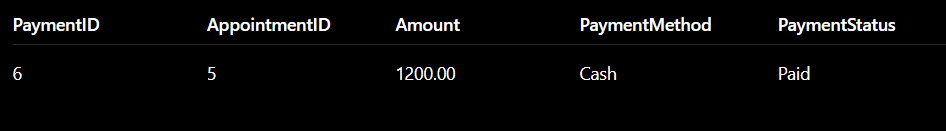 PaymentID AppointmentID Amount PaymentMethod PaymentStatus
6 5 1200.00 Cash Paid